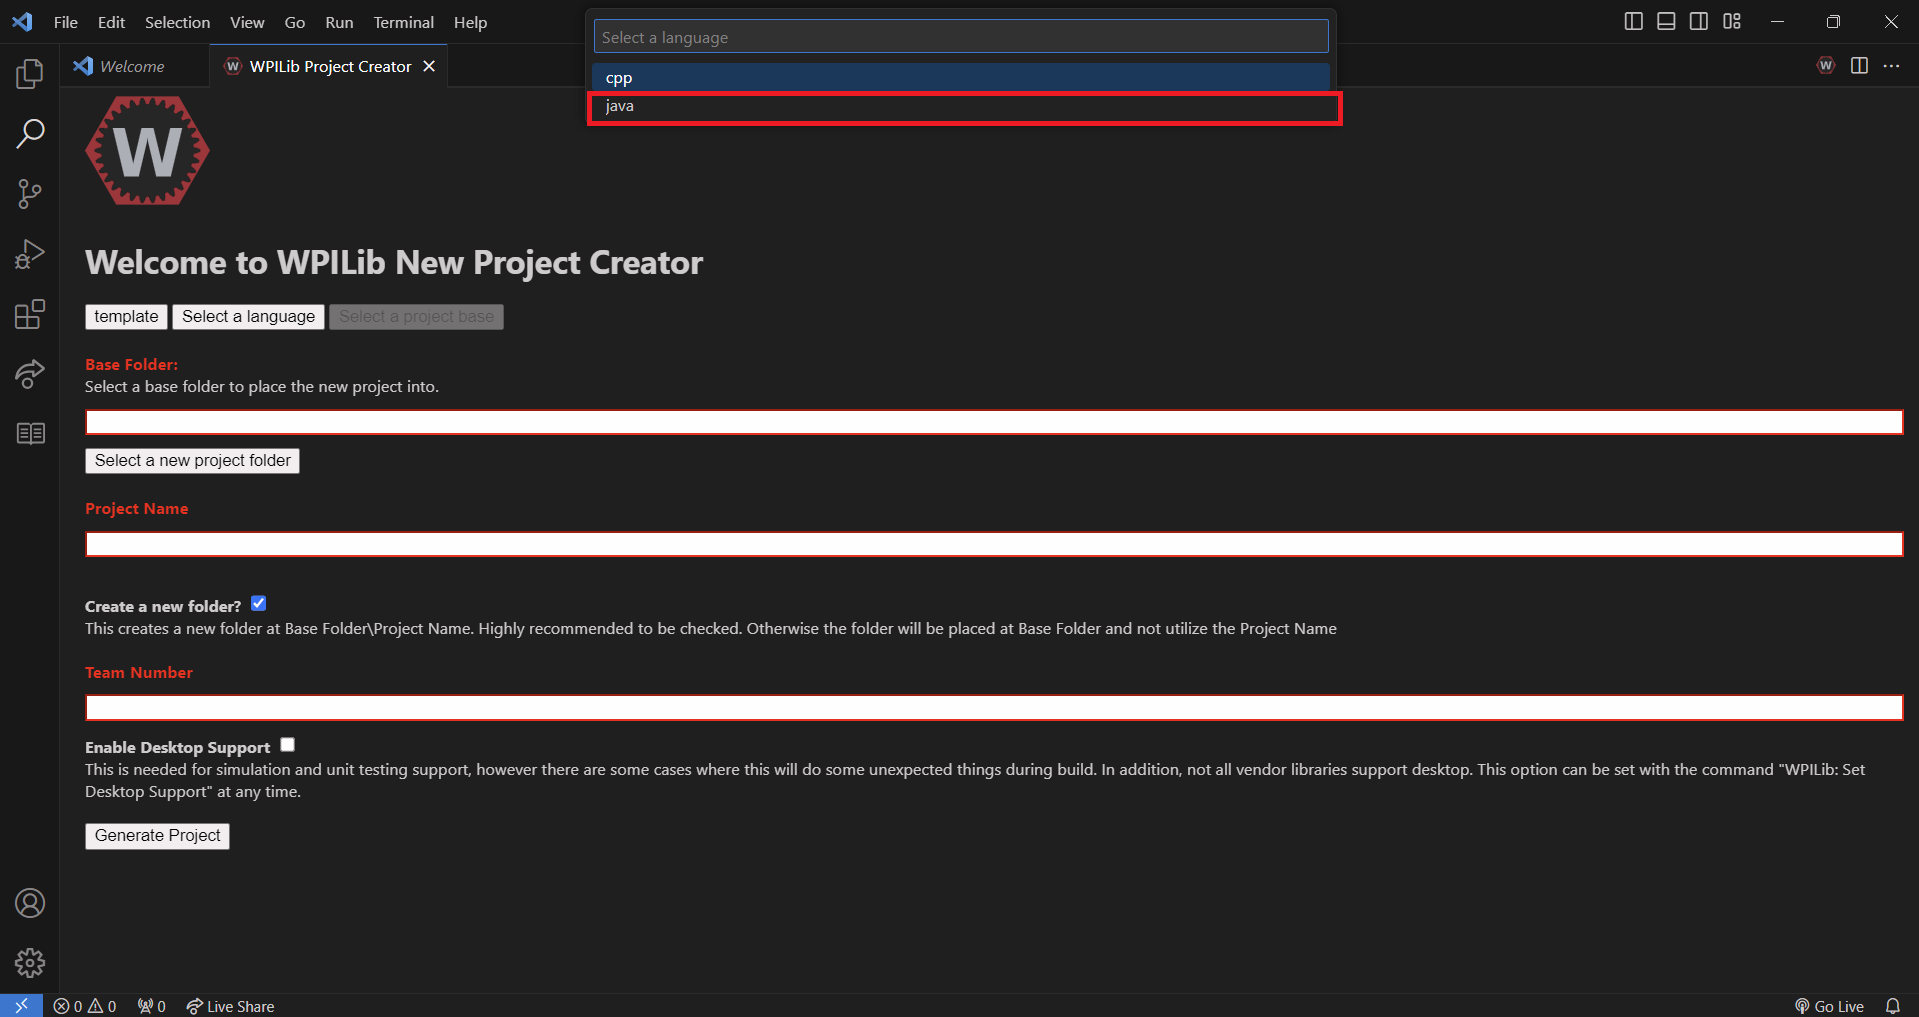 File Edit Selection View Go Run Terminal Help
Select a language
cpp
java
Welcome
WPILib Project Creator
W
Welcome to WPILib New Project Creator
template Select a language Select a project base
Base Folder:
Select a base folder to place the new project into.
Select a new project folder
Project Name
Create a new folder?
This creates a new folder at Base Folder\Project Name. Highly recommended to be checked. Otherwise the folder will be placed at Base Folder and not utilize the Project Name
Team Number
Enable Desktop Support
This is needed for simulation and unit testing support, however there are some cases where this will do some unexpected things during build. In addition, not all vendor libraries support desktop. This option can be set with the command "WPILib: Set
Desktop Support" at any time.
Generate Project
0 0 0 Live Share Go Live